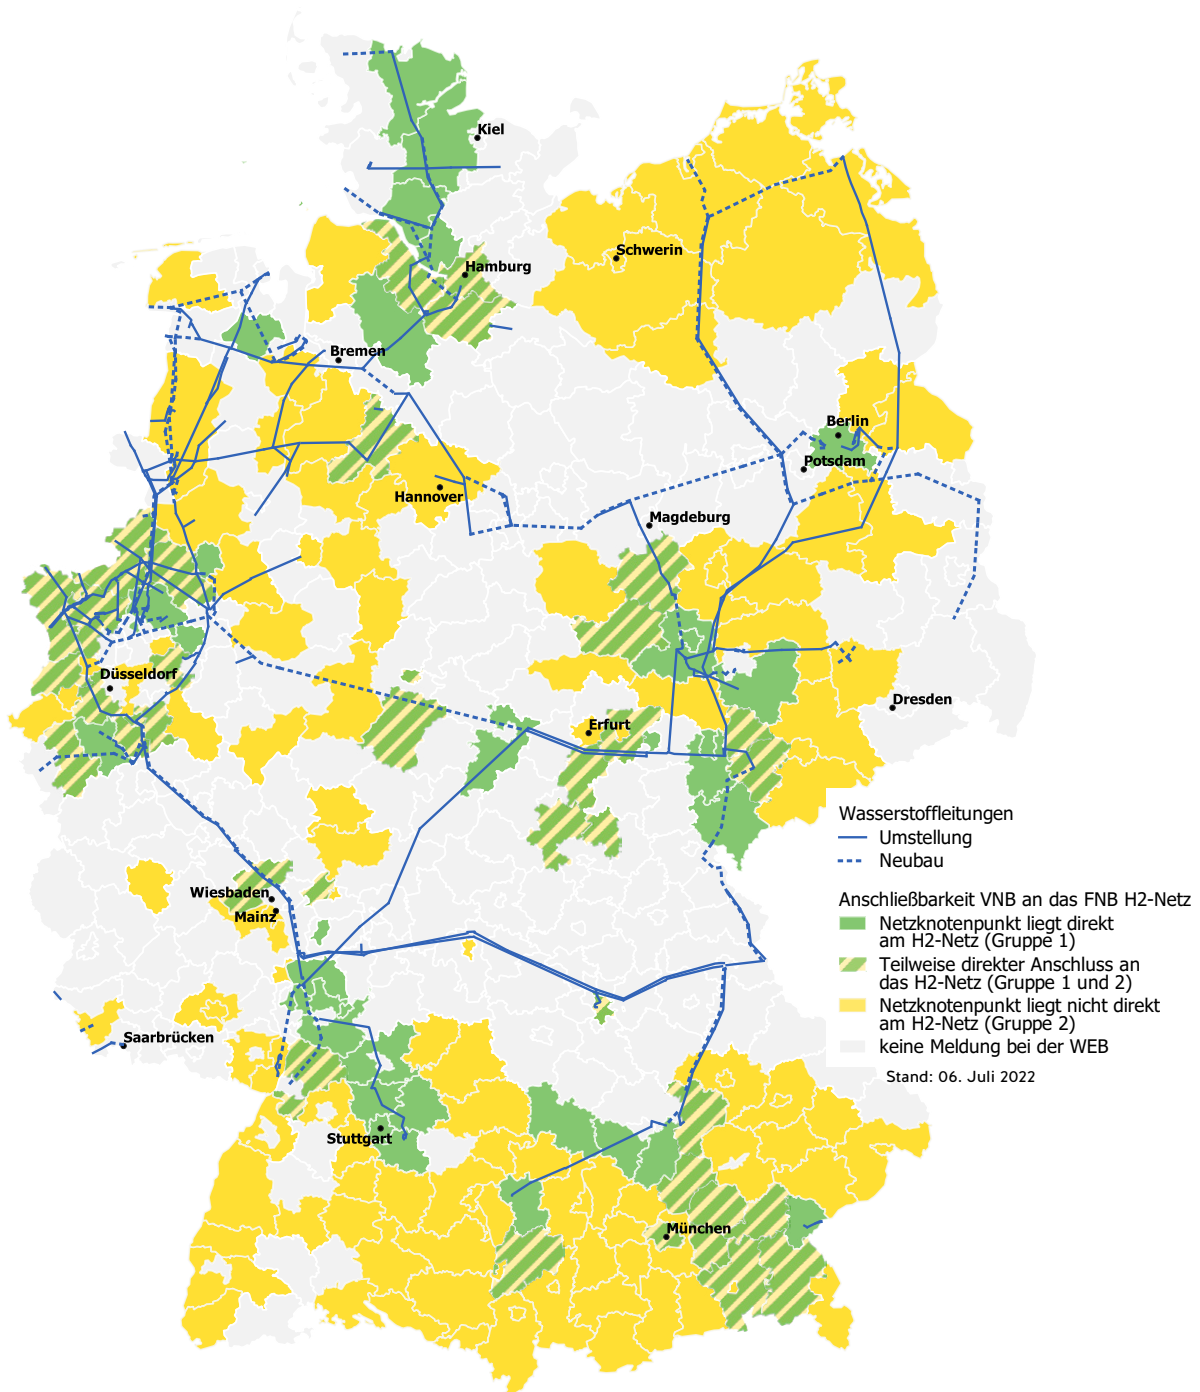 Kiel
Schwerin
Hamburg
Bremen
Berlin
Potsdam
Hannover
Magdeburg
Düsseldorf
Dresden
Erfurt
Wiesbaden
Mainz
Saarbrücken
Stuttgart
München
Wasserstoffleitungen
Umstellung
Neubau
Anschließbarkeit VNB an das FNB H2-Netz
Netzknotenpunkt liegt direkt
am H2-Netz (Gruppe 1)
Teilweise direkter Anschluss an
das H2-Netz (Gruppe 1 und 2)
Netzknotenpunkt liegt nicht direkt
am H2-Netz (Gruppe 2)
keine Meldung bei der WEB
Stand: 06. Juli 2022